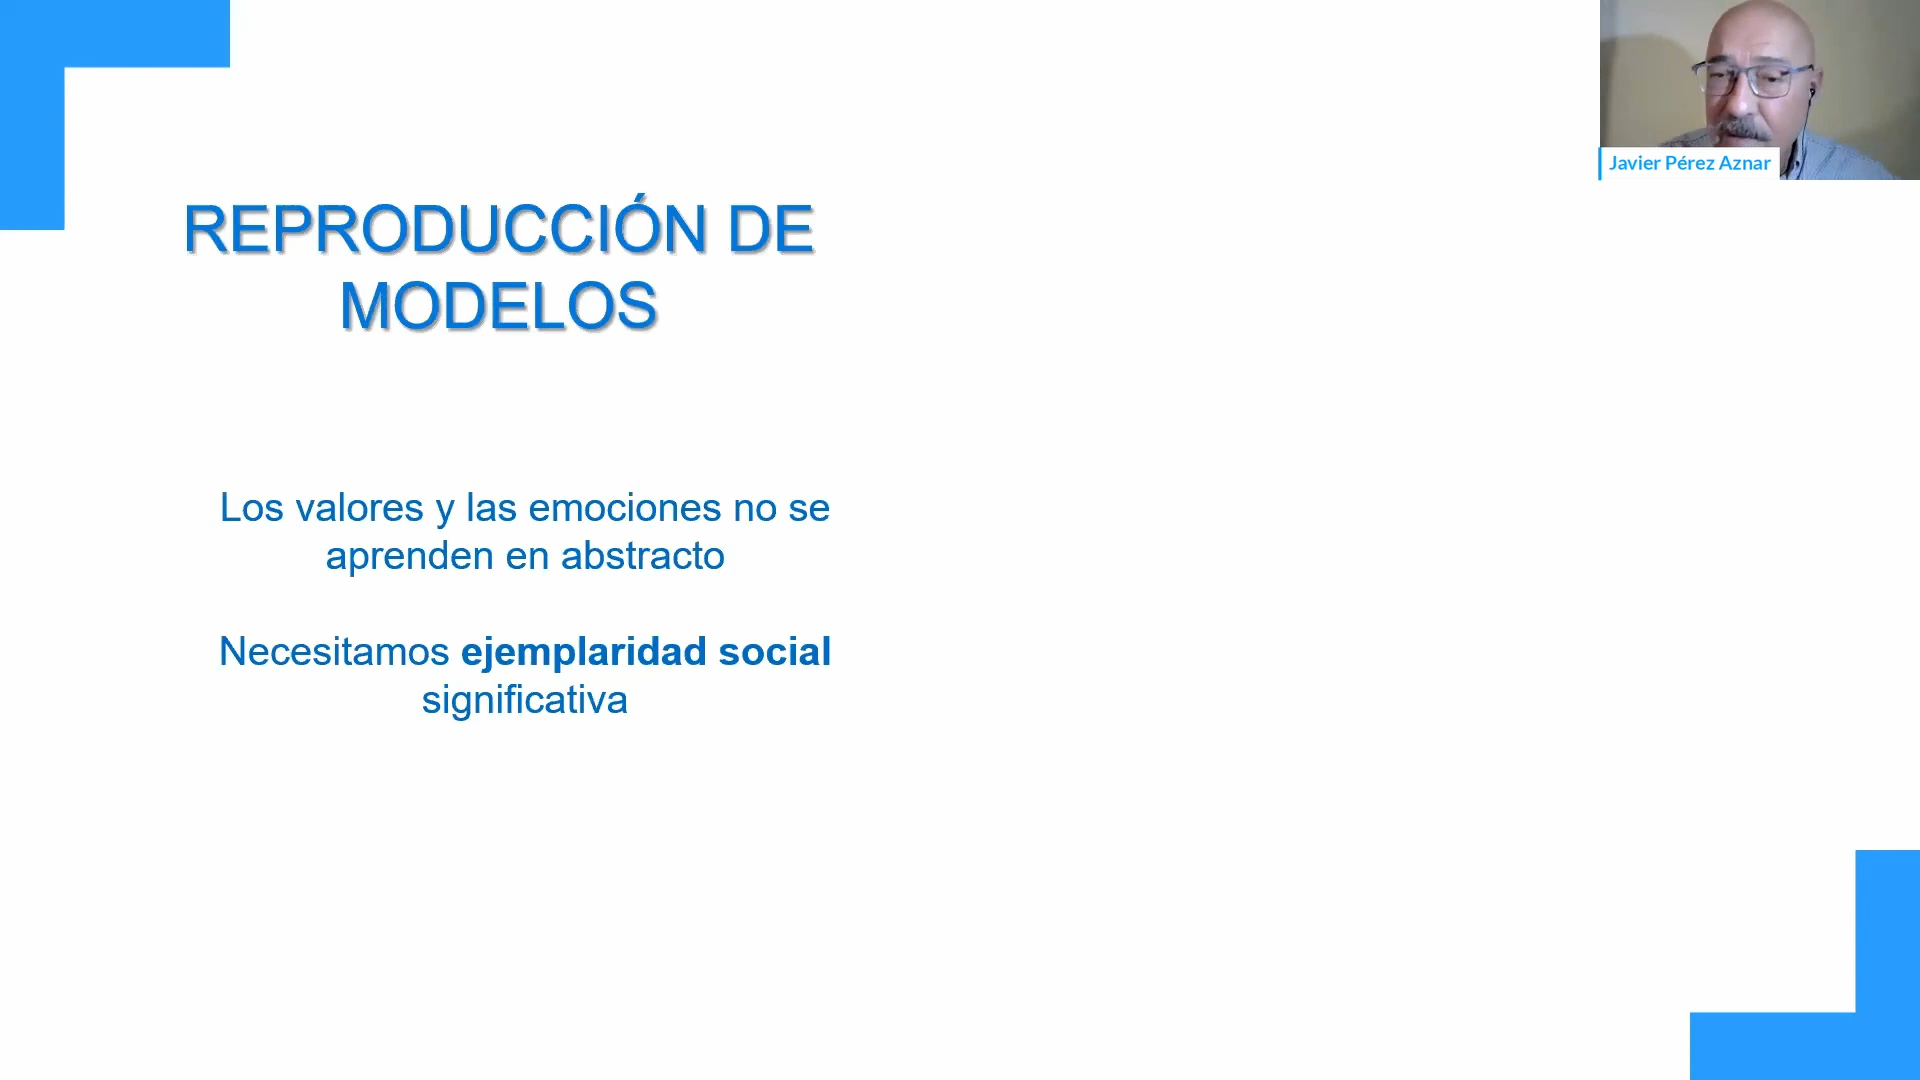 Javier Pérez Aznar
REPRODUCCIÓN DE
MODELOS
Los valores y las emociones no se
aprenden en abstracto
Necesitamos ejemplaridad social
significativa